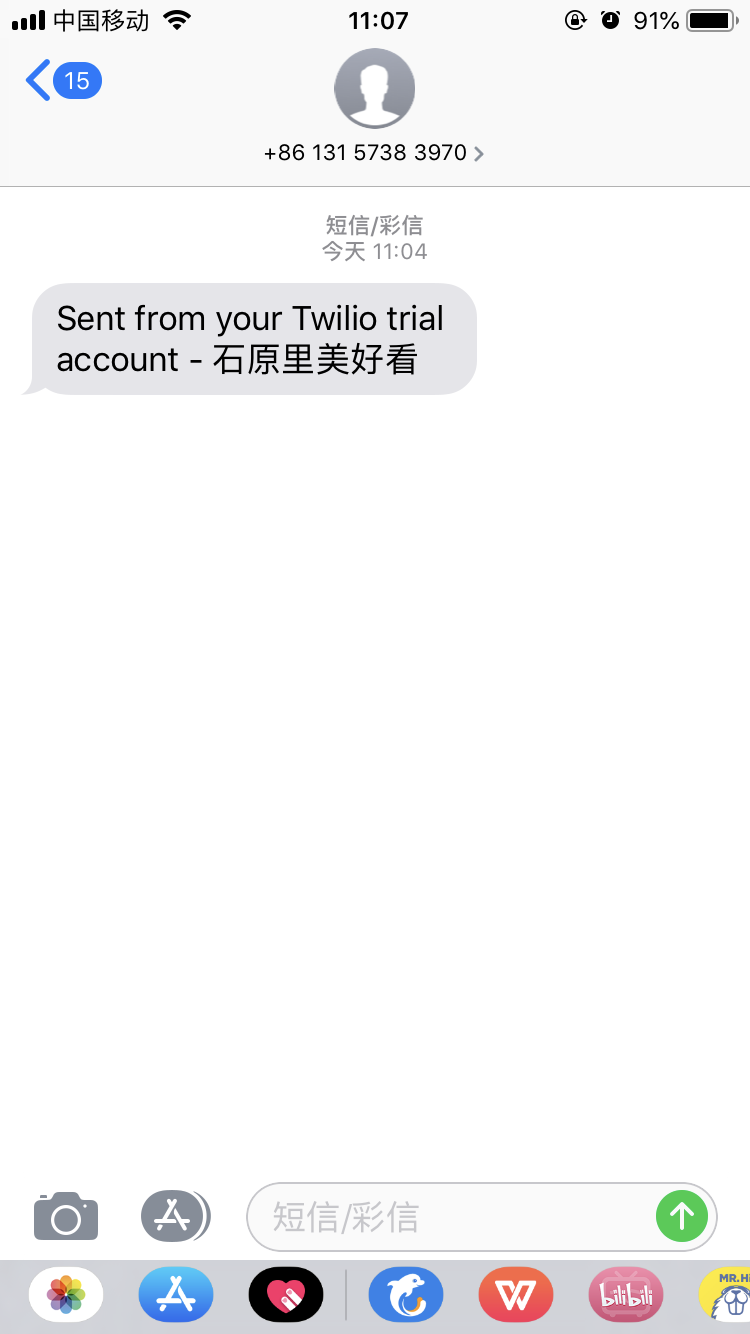 中国移动
11:07
91%
15
+86 131 5738 3970
短信/彩信
今天 11:04
Sent from your Twilio trial
account - 石原里美好看
短信/彩信
bilibili
MR.H